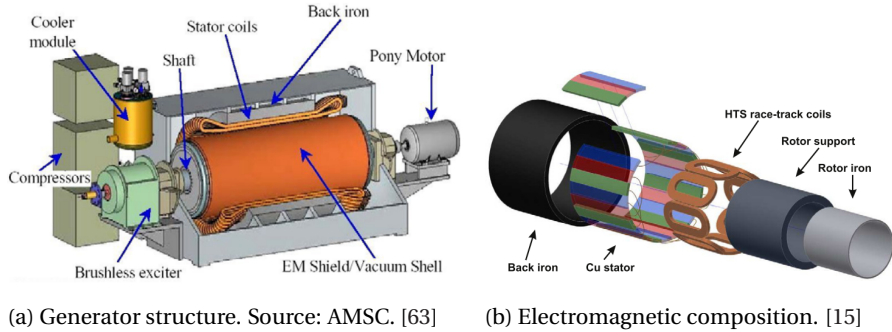 Cooler
module
Stator coils
Back iron
Shaft
Pony Motor
Compressors
Brushless exciter
EM Shield/Vacuum Shell
HTS race-track coils
Rotor support
Rotor iron
Back iron
Cu stator
(a) Generator structure. Source: AMSC. [63]
(b) Electromagnetic composition. [15]